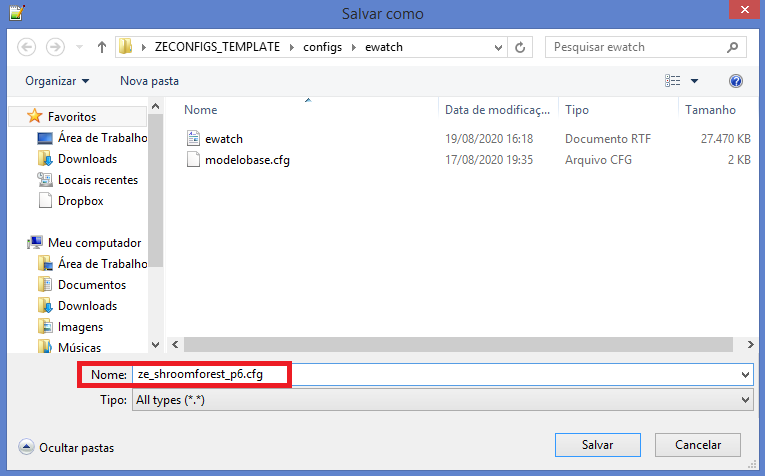 Salvar como
ZECONFIGS_TEMPLATE configs ewatch
Pesquisar ewatch
Organizar Nova pasta
Nome Data de modificaç... Tipo Tamanho
Favoritos
Área de Trabalho
Downloads
Locais recentes
Dropbox
Meu computador
Área de Trabalho
Documentos
Downloads
Imagens
Músicas
ewatch 19/08/2020 16:18 Documento RTF 27.470 KB
modelobase.cfg 17/08/2020 19:35 Arquivo CFG 2 KB
Nome: ze_shroomforest_p6.cfg
Tipo: All types (*.*)
Ocultar pastas
Salvar Cancelar